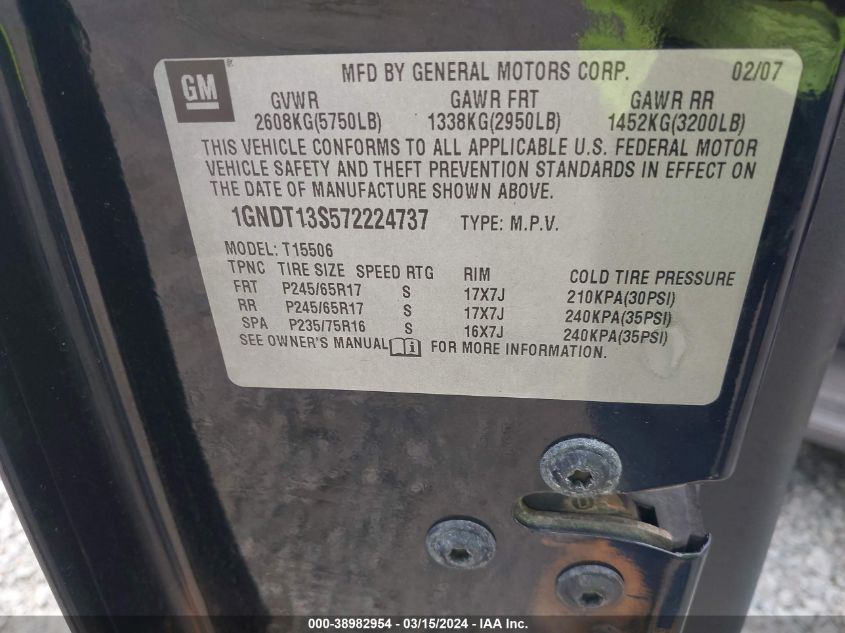 GM
MFD BY GENERAL MOTORS CORP. 02/07
GVWR GAWR FRT GAWR RR
2608KG(5750LB) 1338KG(2950LB) 1452KG(3200LB)
THIS VEHICLE CONFORMS TO ALL APPLICABLE U.S. FEDERAL MOTOR
VEHICLE SAFETY AND THEFT PREVENTION STANDARDS IN EFFECT ON
THE DATE OF MANUFACTURE SHOWN ABOVE.
1GNDT13S572224737 TYPE: M.P.V.
MODEL: T15506
TPNC TIRE SIZE SPEED RTG RIM COLD TIRE PRESSURE
FRT P245/65R17 S 17X7J 210KPA(30PSI)
RR P245/65R17 S 17X7J 240KPA(35PSI)
SPA P235/75R16 S 16X7J 240KPA(35PSI)
SEE OWNER'S MANUAL i FOR MORE INFORMATION.
000-38982954 - 03/15/2024 - IAA Inc.